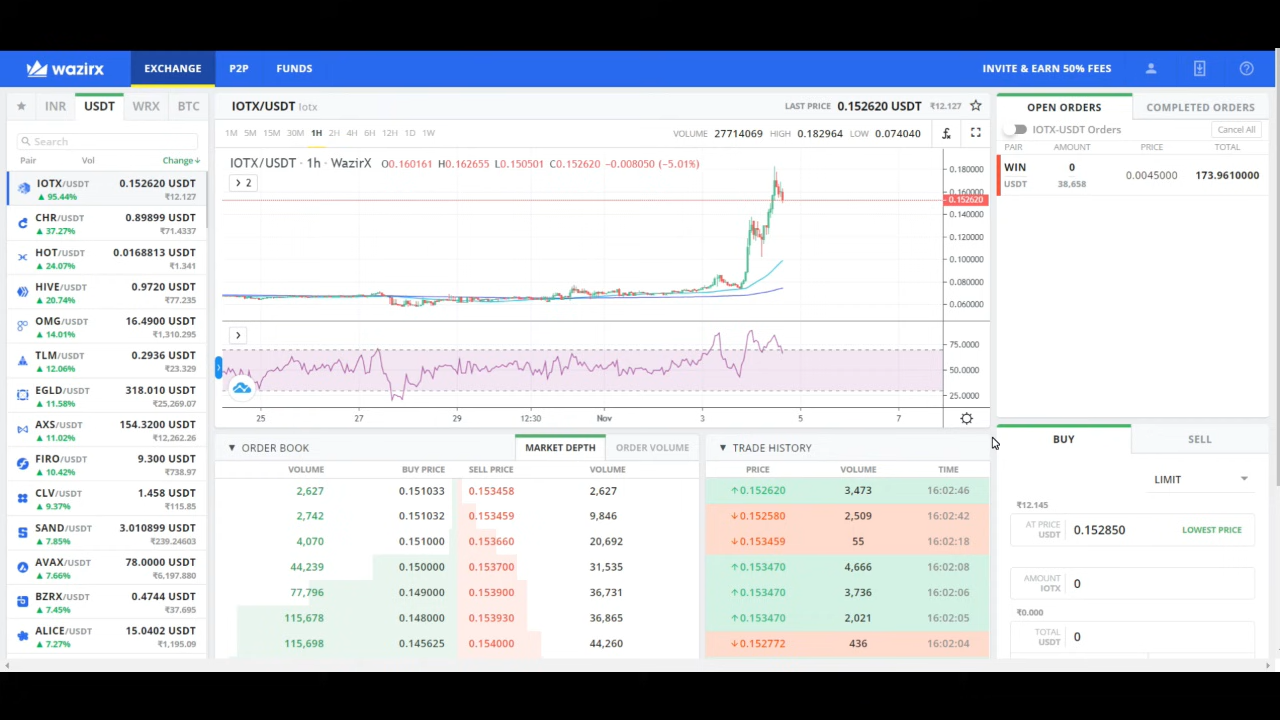 wazirx EXCHANGE P2P FUNDS INVITE & EARN 50% FEES
INR USDT WRX BTC
Search
Pair Vol Change↓
IOTX/USDT 0.152620 USDT
▲ 95.44% ₹12.127
CHR/USDT 0.89899 USDT
▲ 37.27% ₹71.4337
HOT/USDT 0.0168813 USDT
▲ 24.07% ₹1.341
HIVE/USDT 0.9720 USDT
▲ 20.74% ₹77.235
OMG/USDT 16.4900 USDT
▲ 14.01% ₹1,310.295
TLM/USDT 0.2936 USDT
▲ 12.06% ₹23.329
EGLD/USDT 318.010 USDT
▲ 11.58% ₹25,269.07
AXS/USDT 154.3200 USDT
▲ 11.02% ₹12,262.26
FIRO/USDT 9.300 USDT
▲ 10.42% ₹738.97
CLV/USDT 1.458 USDT
▲ 9.37% ₹115.85
SAND/USDT 3.010899 USDT
▲ 7.85% ₹239.24603
AVAX/USDT 78.0000 USDT
▲ 7.66% ₹6,197.880
BZRX/USDT 0.4744 USDT
▲ 7.45% ₹37.695
ALICE/USDT 15.0402 USDT
▲ 7.27% ₹1,195.09
IOTX/USDT Iotx LAST PRICE 0.152620 USDT ₹12.127
1M 5M 15M 30M 1H 2H 4H 6H 12H 1D 1W VOLUME 27714069 HIGH 0.182964 LOW 0.074040
IOTX/USDT · 1h · WazirX O0.160161 H0.162655 L0.150501 C0.152620 −0.008050 (−5.01%)
2
0.180000
0.160000
0.152620
0.140000
0.120000
0.100000
0.080000
0.060000
75.0000
50.0000
25.0000
25 27 29 12:30 Nov 3 5 7
▼ ORDER BOOK MARKET DEPTH ORDER VOLUME
VOLUME BUY PRICE SELL PRICE VOLUME
2,627 0.151033 0.153458 2,627
2,742 0.151032 0.153459 9,846
4,070 0.151000 0.153660 20,692
44,239 0.150000 0.153700 31,535
77,796 0.149000 0.153900 36,731
115,678 0.148000 0.153930 36,865
115,698 0.145625 0.154000 44,260
▼ TRADE HISTORY
PRICE VOLUME TIME
↑0.152620 3,473 16:02:46
↓0.152580 2,509 16:02:42
↓0.153459 55 16:02:18
↑0.153470 4,666 16:02:08
↑0.153470 3,736 16:02:06
↑0.153470 2,021 16:02:05
↓0.152772 436 16:02:04
OPEN ORDERS COMPLETED ORDERS
IOTX-USDT Orders Cancel All
PAIR AMOUNT PRICE TOTAL
WIN 0 0.0045000 173.9610000
USDT 38,658
BUY SELL
LIMIT
₹12.145
AT PRICE USDT 0.152850 LOWEST PRICE
AMOUNT IOTX 0
₹0.000
TOTAL USDT 0